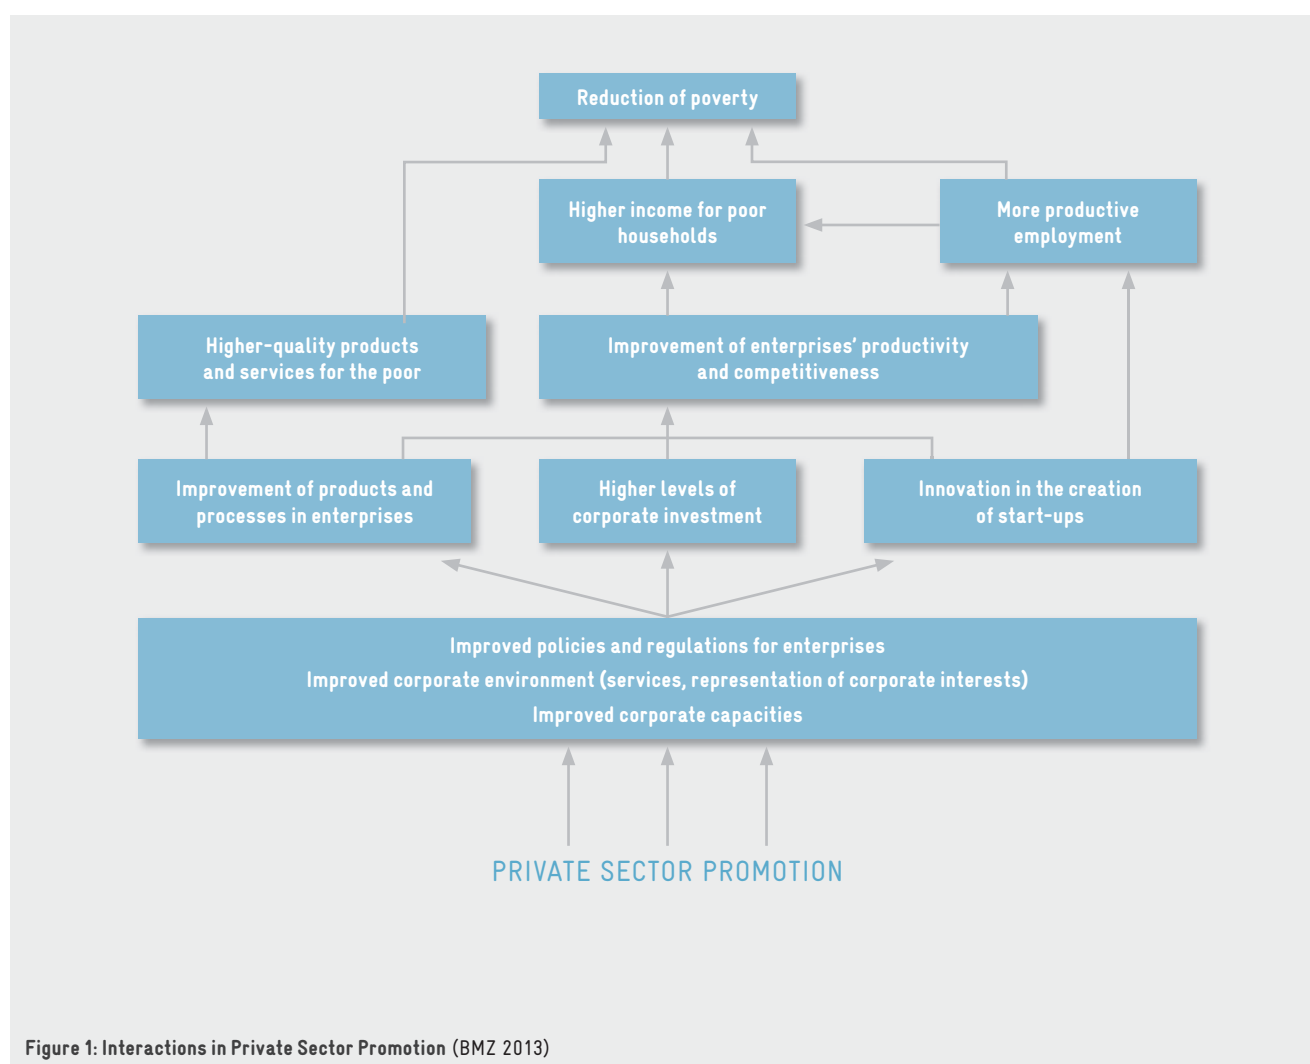 Reduction of poverty
Higher income for poor
households
More productive
employment
Higher-quality products
and services for the poor
Improvement of enterprises’ productivity
and competitiveness
Improvement of products and
processes in enterprises
Higher levels of
corporate investment
Innovation in the creation
of start-ups
Improved policies and regulations for enterprises
Improved corporate environment (services, representation of corporate interests)
Improved corporate capacities
PRIVATE SECTOR PROMOTION
Figure 1: Interactions in Private Sector Promotion (BMZ 2013)